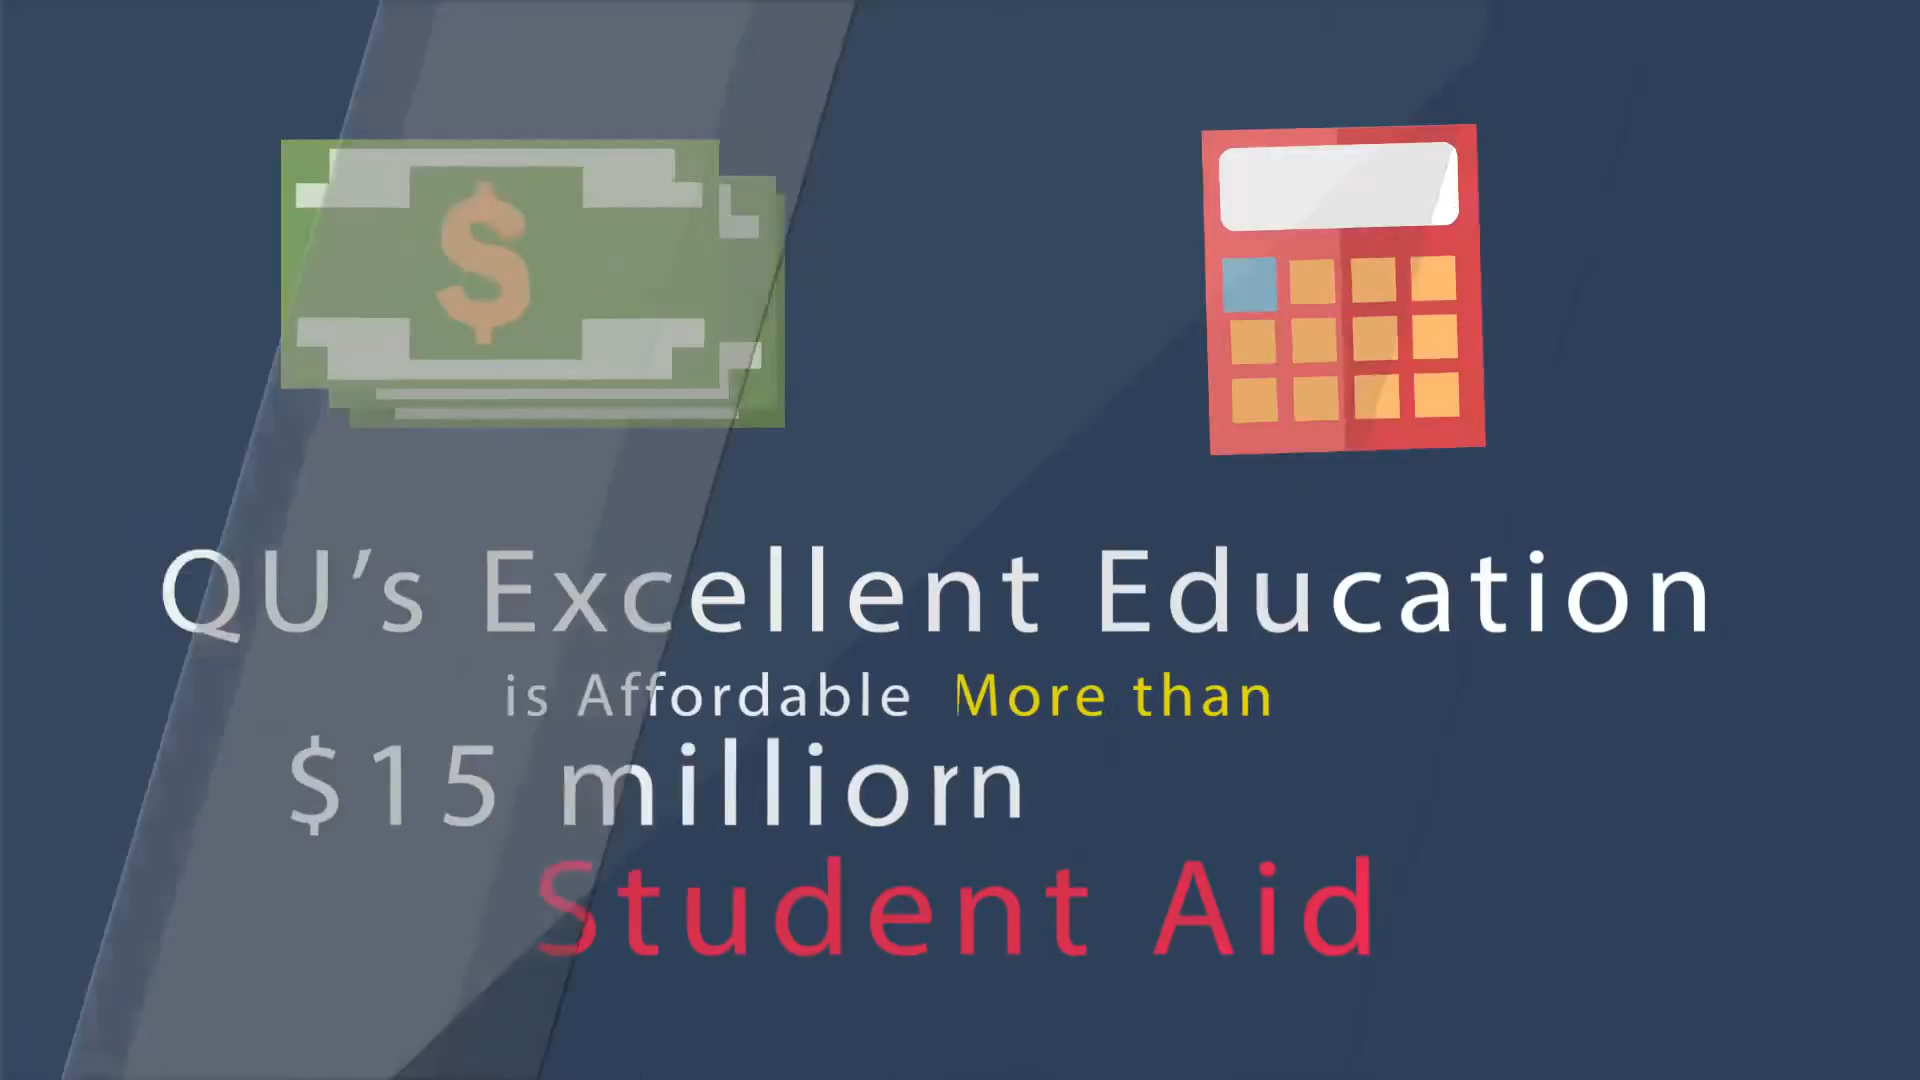 $
QU's Excellent Education
is Affordable More than
$15 milliorn
Student Aid